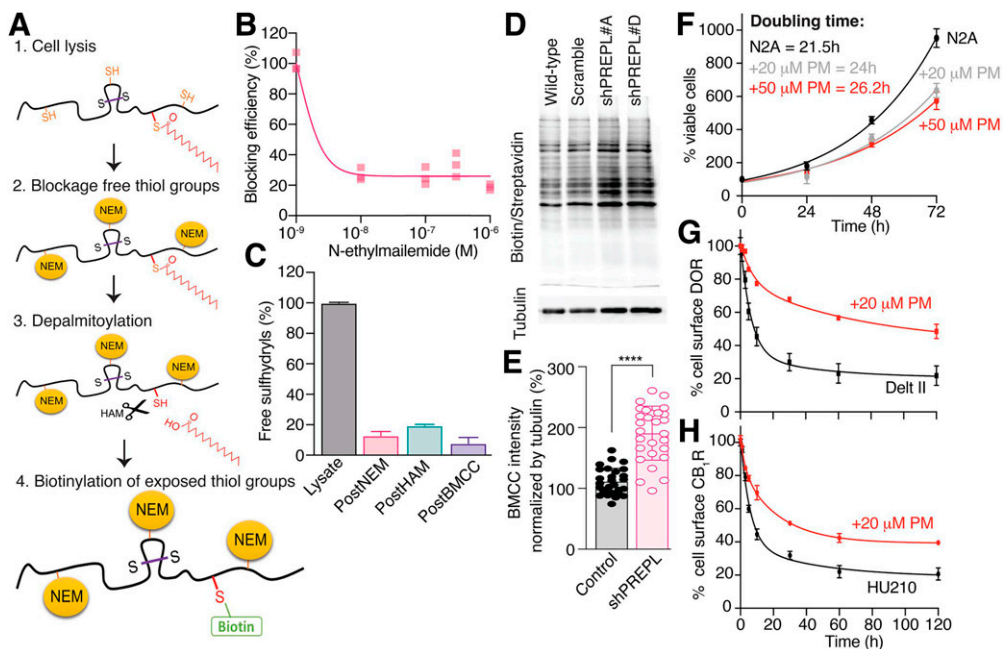 A
1. Cell lysis
SH
SH
SH
S
S
S
O
2. Blockage free thiol groups
NEM
NEM
NEM
S
S
S
O
3. Depalmitoylation
NEM
NEM
NEM
S
S
HAM
SH
HO
O
4. Biotinylation of exposed thiol groups
NEM
NEM
NEM
S
S
S
Biotin
B
Blocking efficiency (%)
120
100
80
60
40
20
0
10-9
10-8
10-7
10-6
N-ethylmailemide (M)
C
Free sulfhydryls (%)
120
100
80
60
40
20
0
Lysate
PostNEM
PostHAM
PostBMCC
D
Wild-type
Scramble
shPREPL#A
shPREPL#D
Biotin/Streptavidin
Tubulin
E
BMCC intensity
normalized by tubulin (%)
300
200
100
0
****
Control
shPREPL
F
Doubling time:
N2A = 21.5h
+20 µM PM = 24h
+50 µM PM = 26.2h
N2A
+20 µM PM
+50 µM PM
% viable cells
1000
800
600
400
200
0
0
24
48
72
Time (h)
G
% cell surface DOR
100
80
60
40
20
0
+20 µM PM
Delt II
H
% cell surface CB1R
100
80
60
40
20
0
+20 µM PM
HU210
0
20
40
60
80
100
120
Time (h)